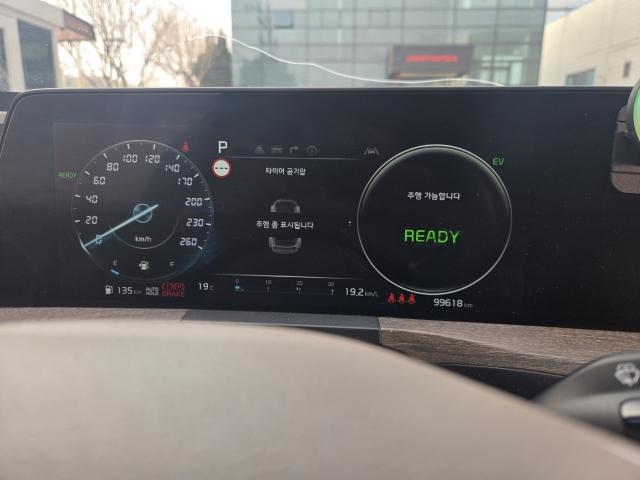 READY
0
20
40
60
80
100
120
140
170
200
230
260
km/h
E
F
135 km
AUTO HOLD
(!) (P)
BRAKE
P
타이어 공기압
주행 중 표시됩니다
19℃
0
10
20
30
19.2 km/L
주행 가능합니다
READY
EV
99618 km